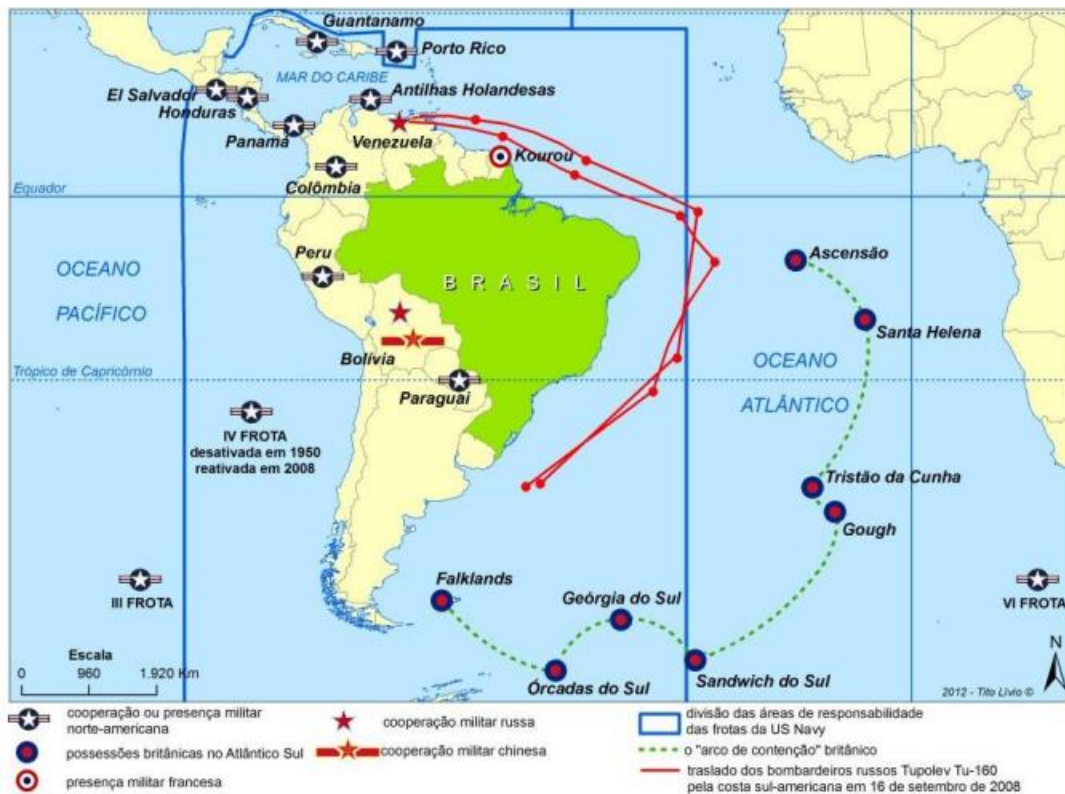 Guantanamo
Porto Rico
MAR DO CARIBE
Antilhas Holandesas
El Salvador
Honduras
Panamá
Venezuela
Kourou
Colômbia
Equador
Peru
OCEANO
PACÍFICO
BRASIL
Ascensão
Santa Helena
Bolívia
OCEANO
ATLÂNTICO
Trópico de Capricórnio
Paraguai
IV FROTA
desativada em 1950
reativada em 2008
Tristão da Cunha
Gough
Falklands
Geórgia do Sul
III FROTA
VI FROTA
Sandwich do Sul
Órcadas do Sul
Escala
0 960 1.920 Km
N
2012 - Tito Lívio ©
cooperação ou presença militar
norte-americana
possessões britânicas no Atlântico Sul
presença militar francesa
cooperação militar russa
cooperação militar chinesa
divisão das áreas de responsabilidade
das frotas da US Navy
o "arco de contenção" britânico
traslado dos bombardeiros russos Tupolev Tu-160
pela costa sul-americana em 16 de setembro de 2008